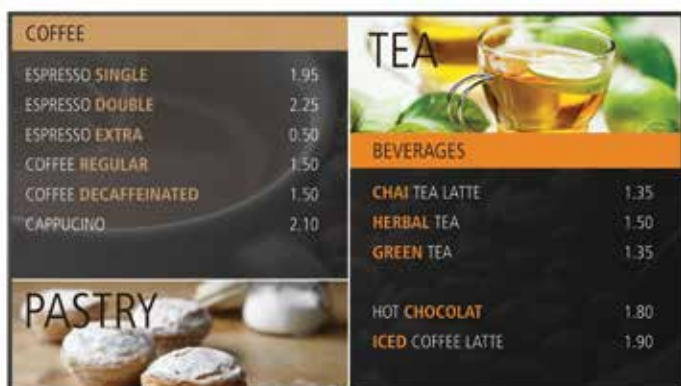 COFFEE
ESPRESSO SINGLE 1.95
ESPRESSO DOUBLE 2.25
ESPRESSO EXTRA 0.50
COFFEE REGULAR 1.50
COFFEE DECAFFEINATED 1.50
CAPPUCINO 2.10
PASTRY
TEA
BEVERAGES
CHAI TEA LATTE 1.35
HERBAL TEA 1.50
GREEN TEA 1.35
HOT CHOCOLAT 1.80
ICED COFFEE LATTE 1.90